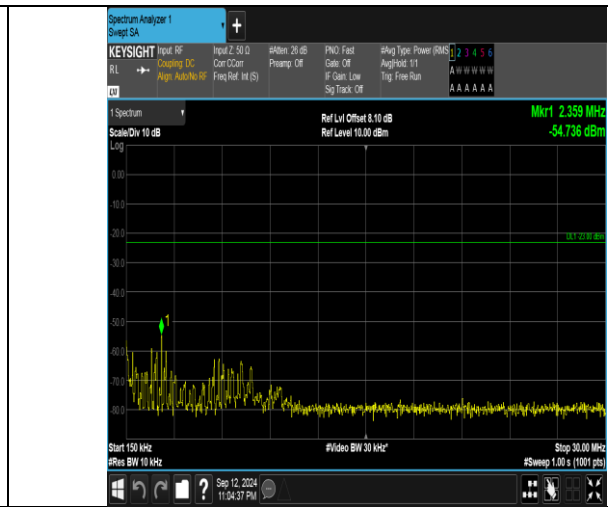 Spectrum Analyzer 1
Swept SA
+
KEYSIGHT Input: RF Input Z: 50 Ω #Atten: 26 dB PNO: Fast #Avg Type: Power (RMS 1 2 3 4 5 6
RL Coupling: DC Corr CCorr Preamp: Off Gate: Off Avg|Hold: 1/1 A W W W W W
Align: Auto/No RF Freq Ref: Int (S) IF Gain: Low Trig: Free Run
Sig Track: Off A A A A A A
1 Spectrum Ref Lvl Offset 8.10 dB Mkr1 2.359 MHz
Scale/Div 10 dB Ref Level 10.00 dBm -54.736 dBm
Log
0.00
-10.0
-20.0
DL1 -23.00 dBm
-30.0
-40.0
-50.0
1
-60.0
-70.0
-80.0
Start 150 kHz #Video BW 30 kHz* Stop 30.00 MHz
#Res BW 10 kHz #Sweep 1.00 s (1001 pts)
? Sep 12, 2024
11:04:37 PM